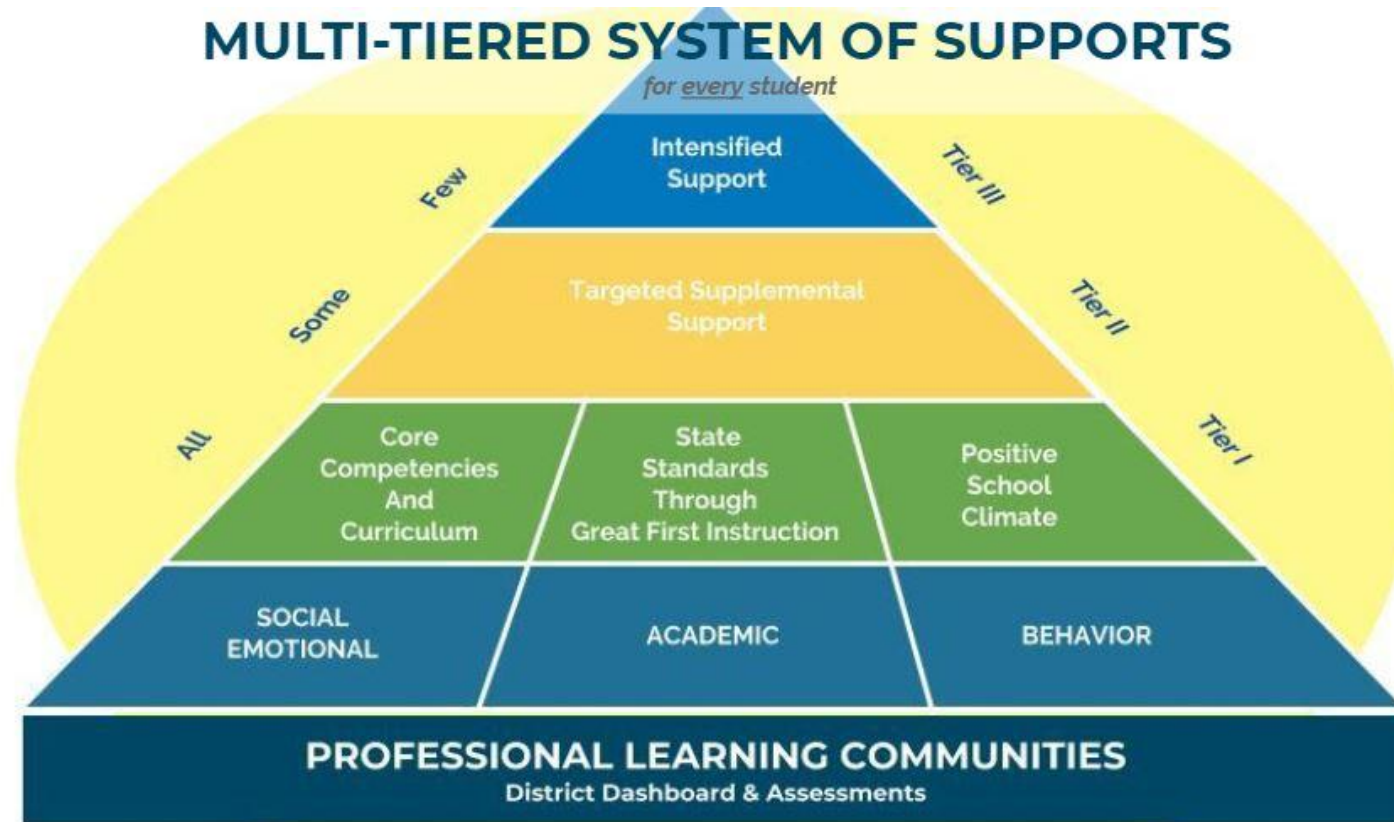 MULTI-TIERED SYSTEM OF SUPPORTS
for every student
Intensified
Support
Few
Tier III
Targeted Supplemental
Support
Some
Tier II
All
Tier I
Core
Competencies
And
Curriculum
State
Standards
Through
Great First Instruction
Positive
School
Climate
SOCIAL
EMOTIONAL
ACADEMIC
BEHAVIOR
PROFESSIONAL LEARNING COMMUNITIES
District Dashboard & Assessments